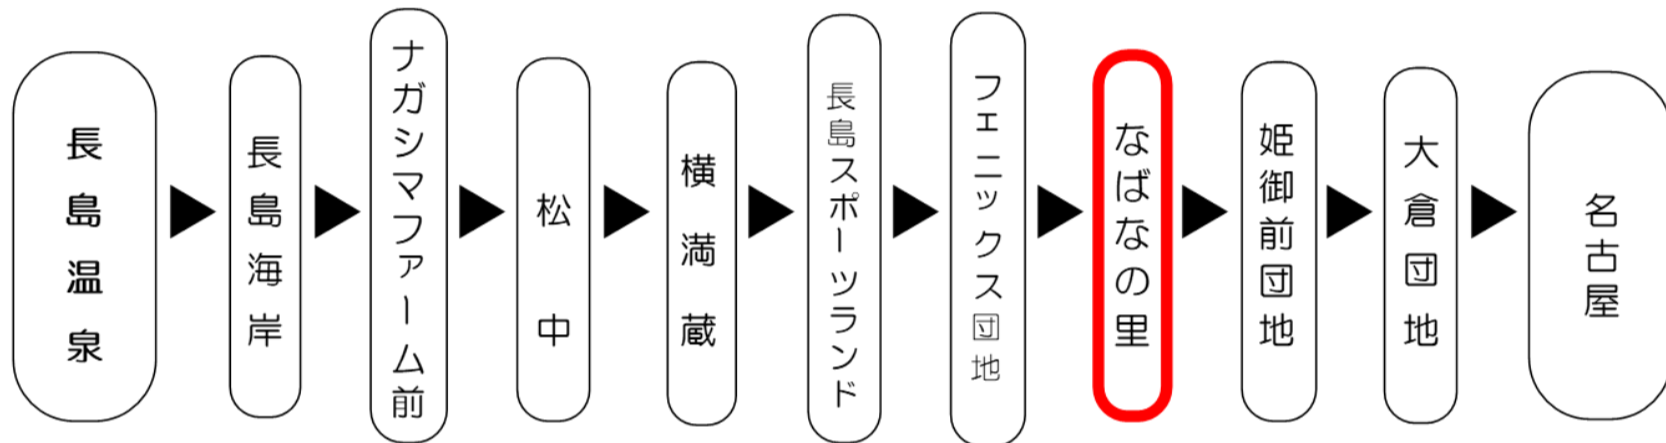 長島温泉
長島海岸
ナガシマファーム前
松中
横満蔵
長島スポーツランド
フェニックス団地
なばなの里
姫御前団地
大倉団地
名古屋